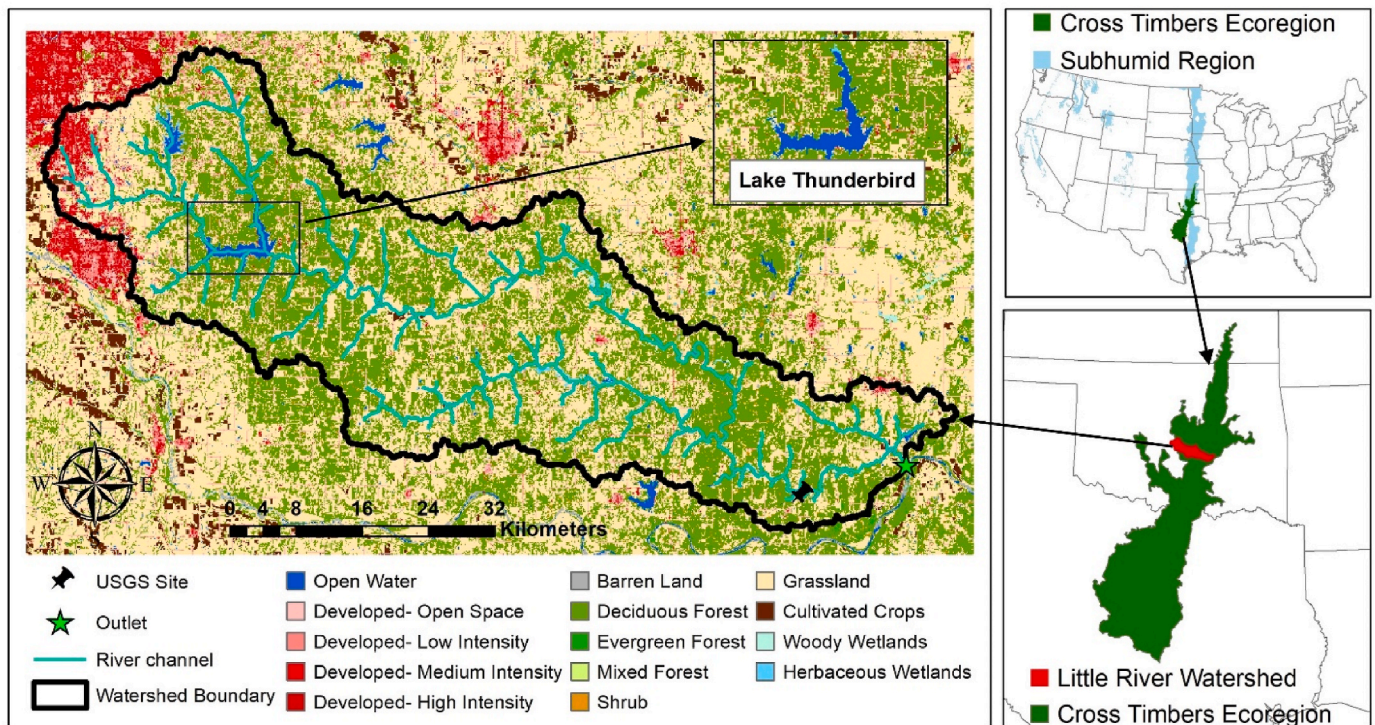 Lake Thunderbird
N
W
E
S
0 4 8 16 24 32
Kilometers
USGS Site
Outlet
River channel
Watershed Boundary
Open Water
Developed- Open Space
Developed- Low Intensity
Developed- Medium Intensity
Developed- High Intensity
Barren Land
Deciduous Forest
Evergreen Forest
Mixed Forest
Shrub
Grassland
Cultivated Crops
Woody Wetlands
Herbaceous Wetlands
Cross Timbers Ecoregion
Subhumid Region
Little River Watershed
Cross Timbers Ecoregion